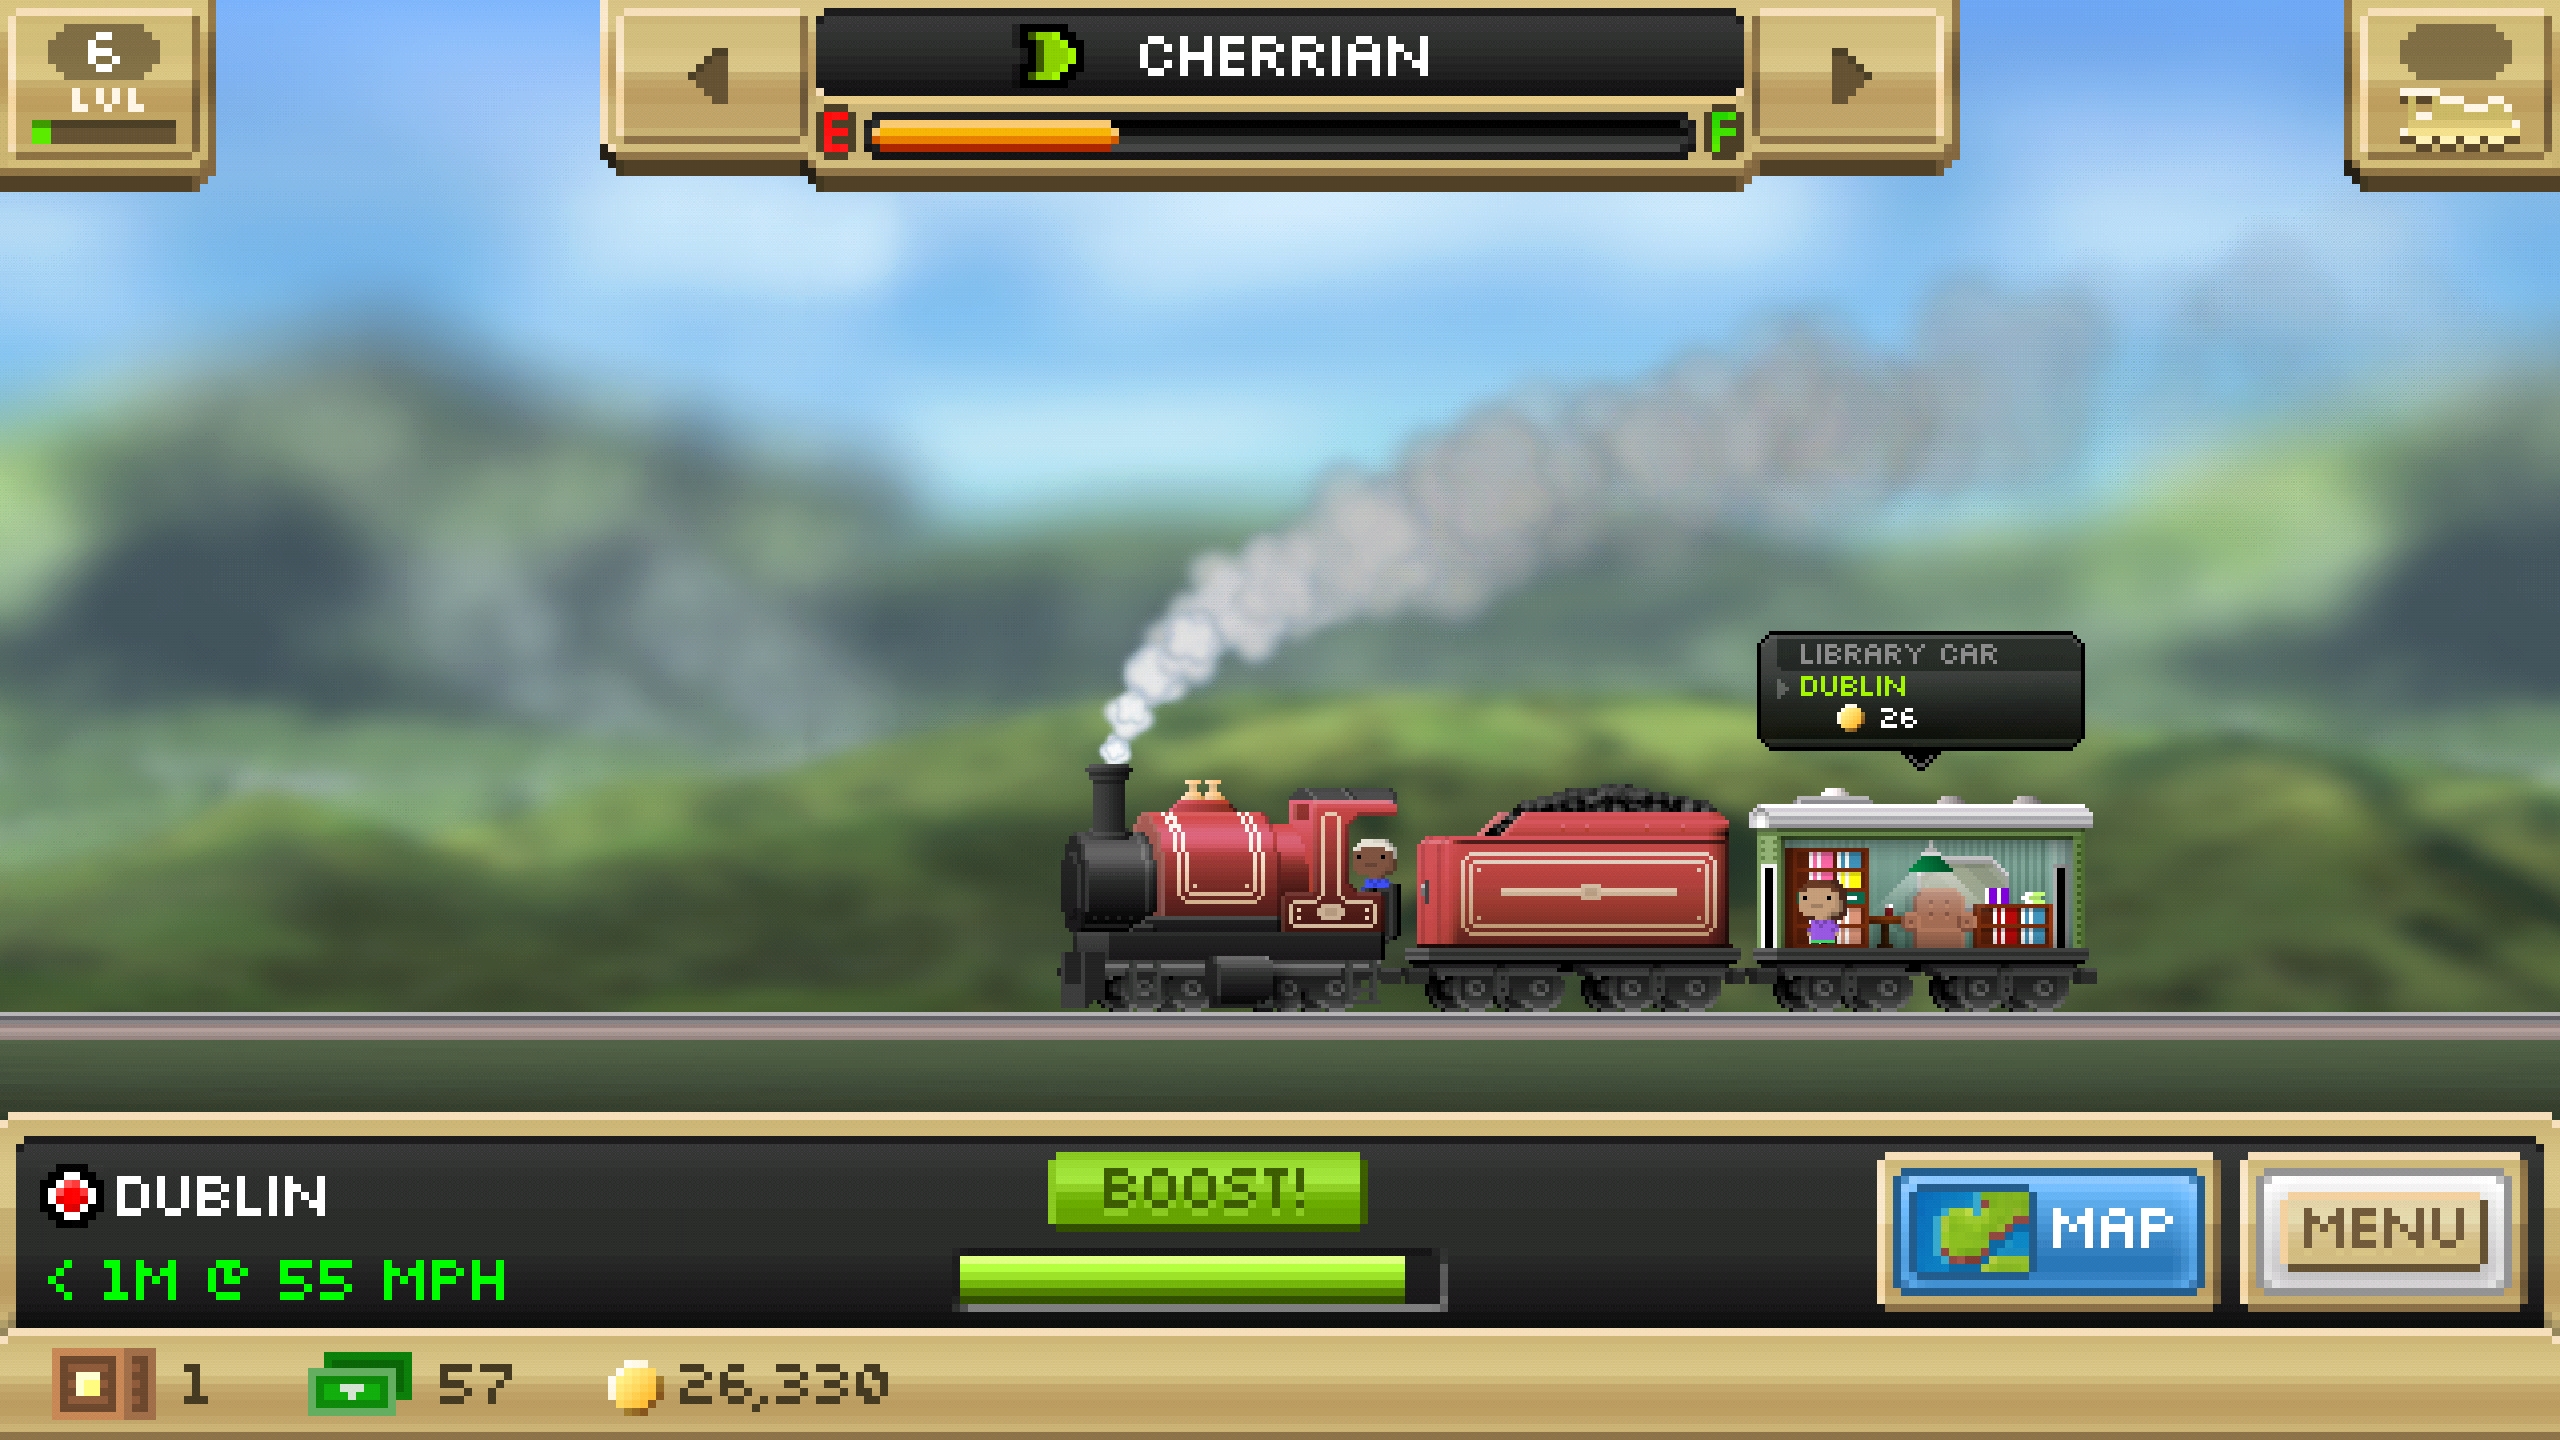 6
LVL
CHERRIAN
E F
LIBRARY CAR
DUBLIN
26
DUBLIN
< 1M @ 55 MPH
BOOST!
MAP
MENU
1 57 26,330